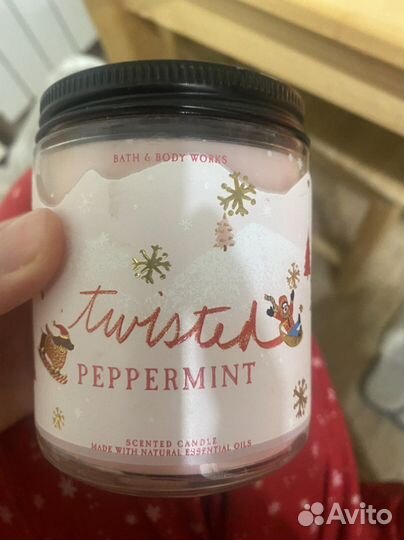 BATH & BODY WORKS
twisted
PEPPERMINT
SCENTED CANDLE
MADE WITH NATURAL ESSENTIAL OILS
Avito